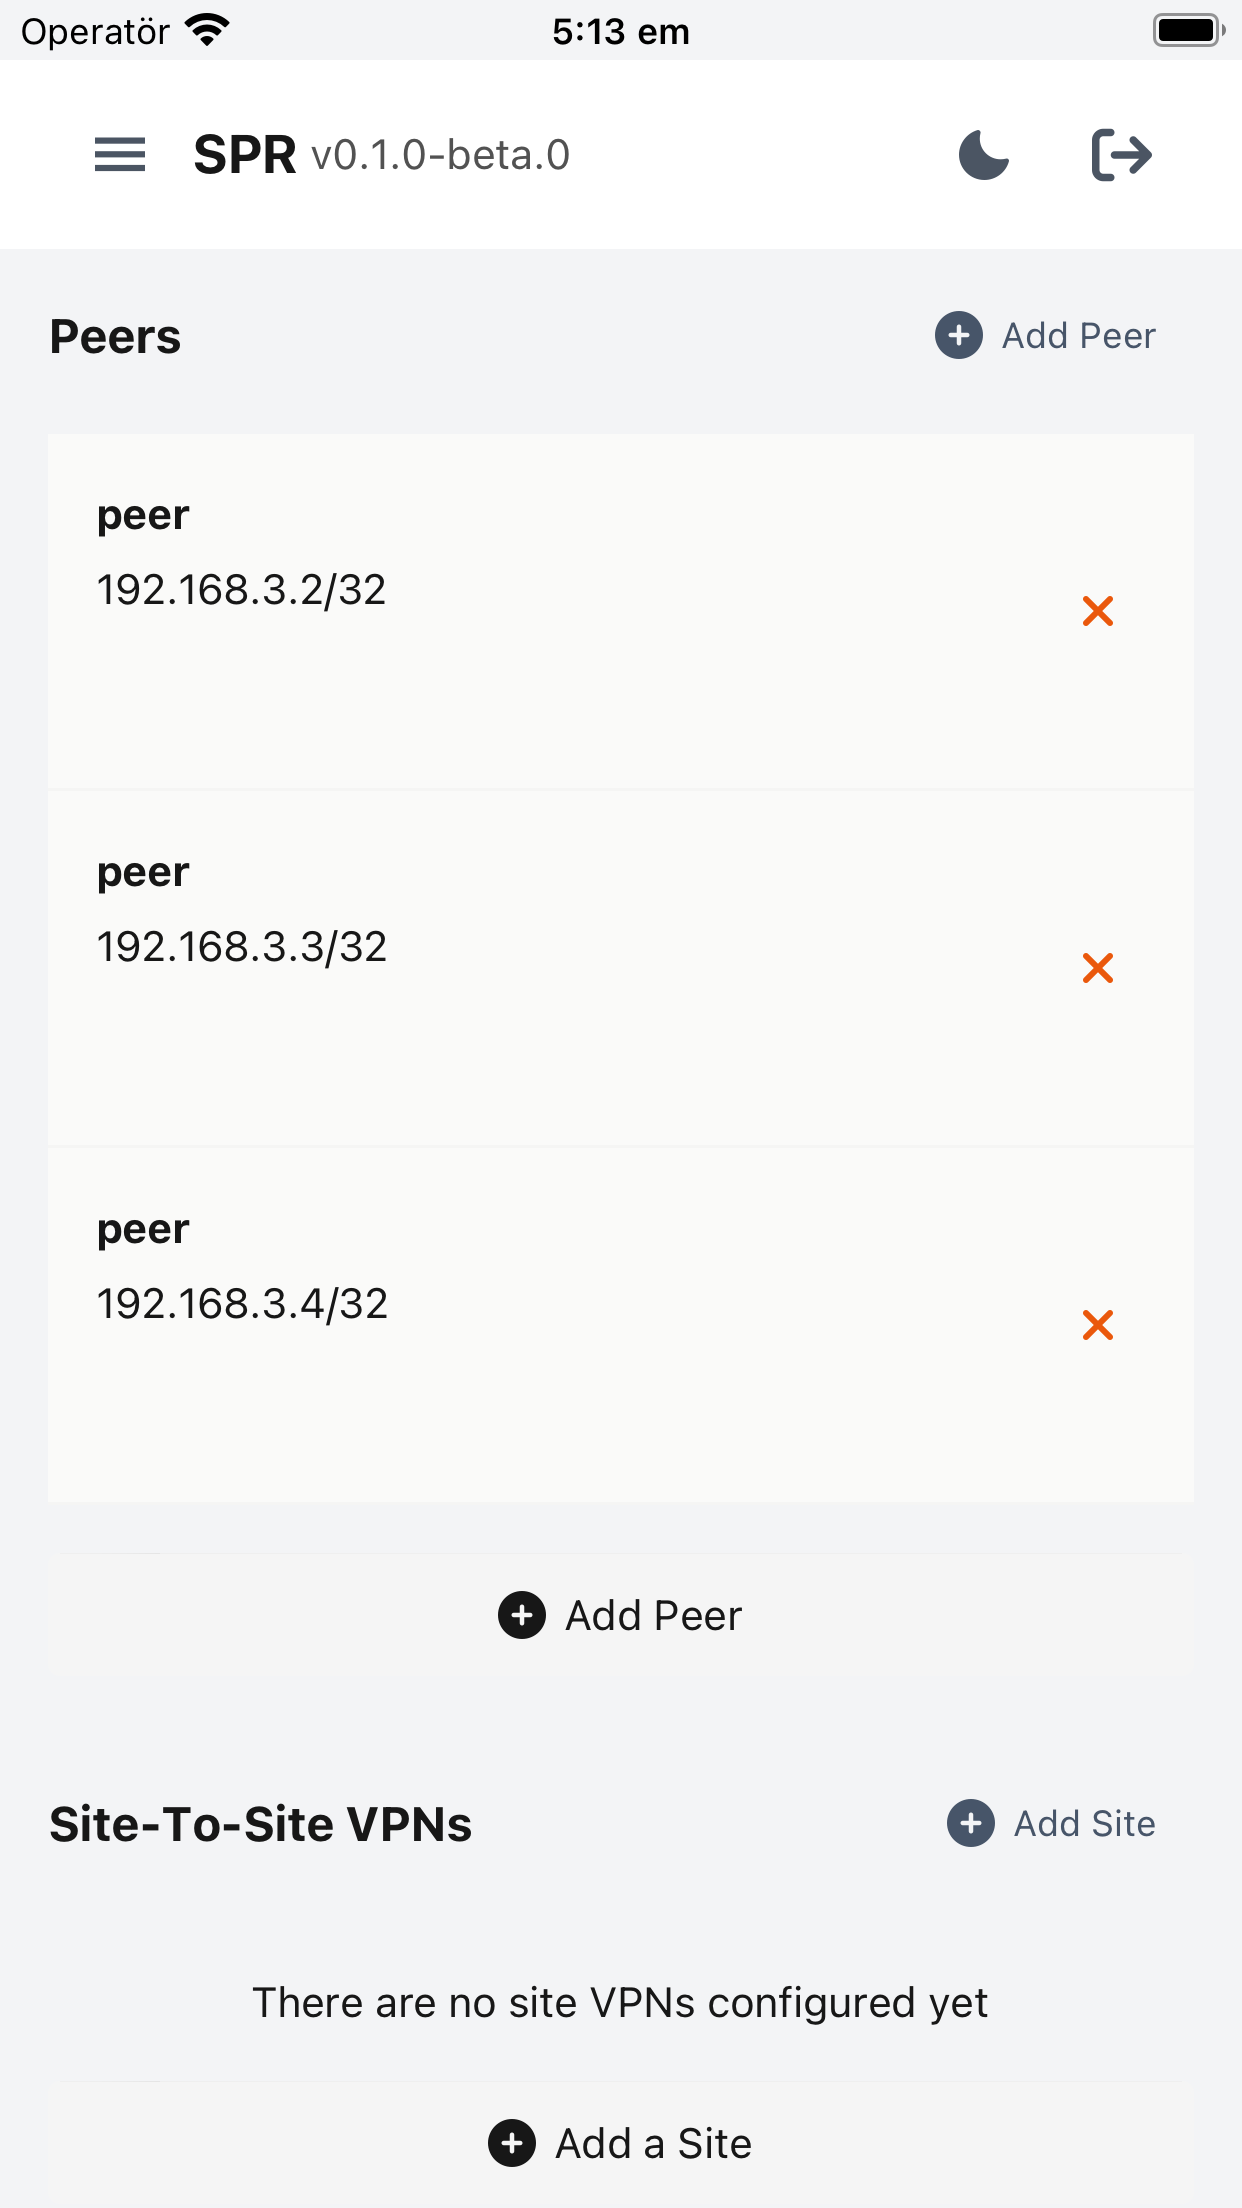 Operatör 5:13 em
SPR v0.1.0-beta.0
Peers Add Peer
peer
192.168.3.2/32
peer
192.168.3.3/32
peer
192.168.3.4/32
Add Peer
Site-To-Site VPNs Add Site
There are no site VPNs configured yet
Add a Site